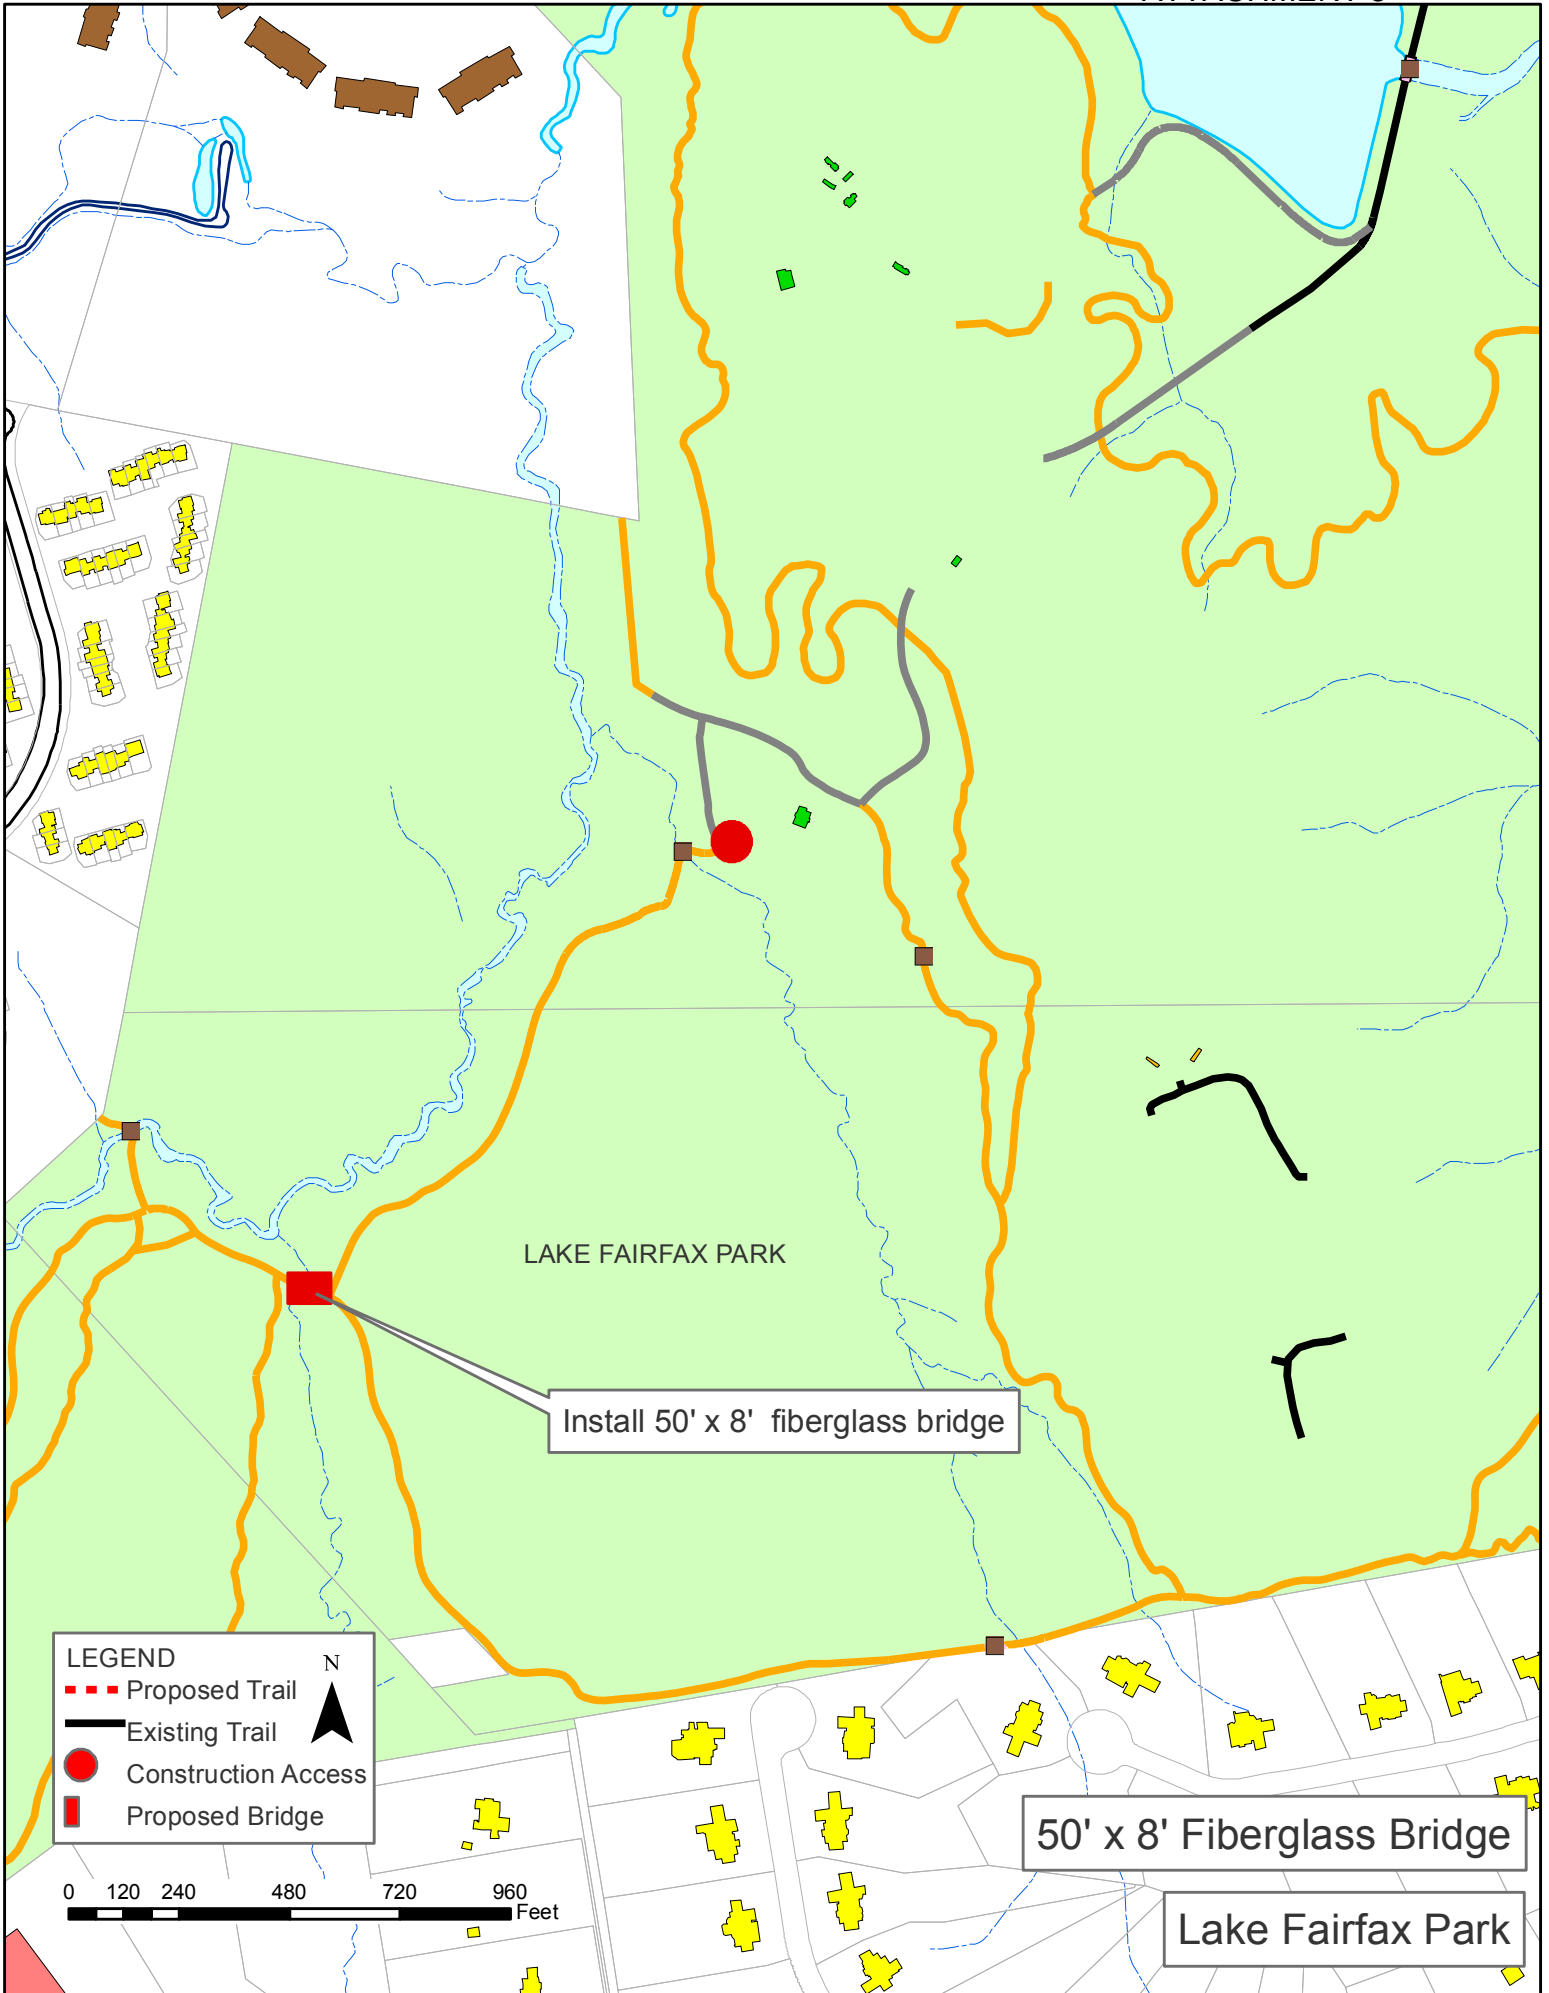 LAKE FAIRFAX PARK
Install 50' x 8' fiberglass bridge
LEGEND
N
Proposed Trail
Existing Trail
Construction Access
Proposed Bridge
0 120 240 480 720 960
Feet
50' x 8' Fiberglass Bridge
Lake Fairfax Park